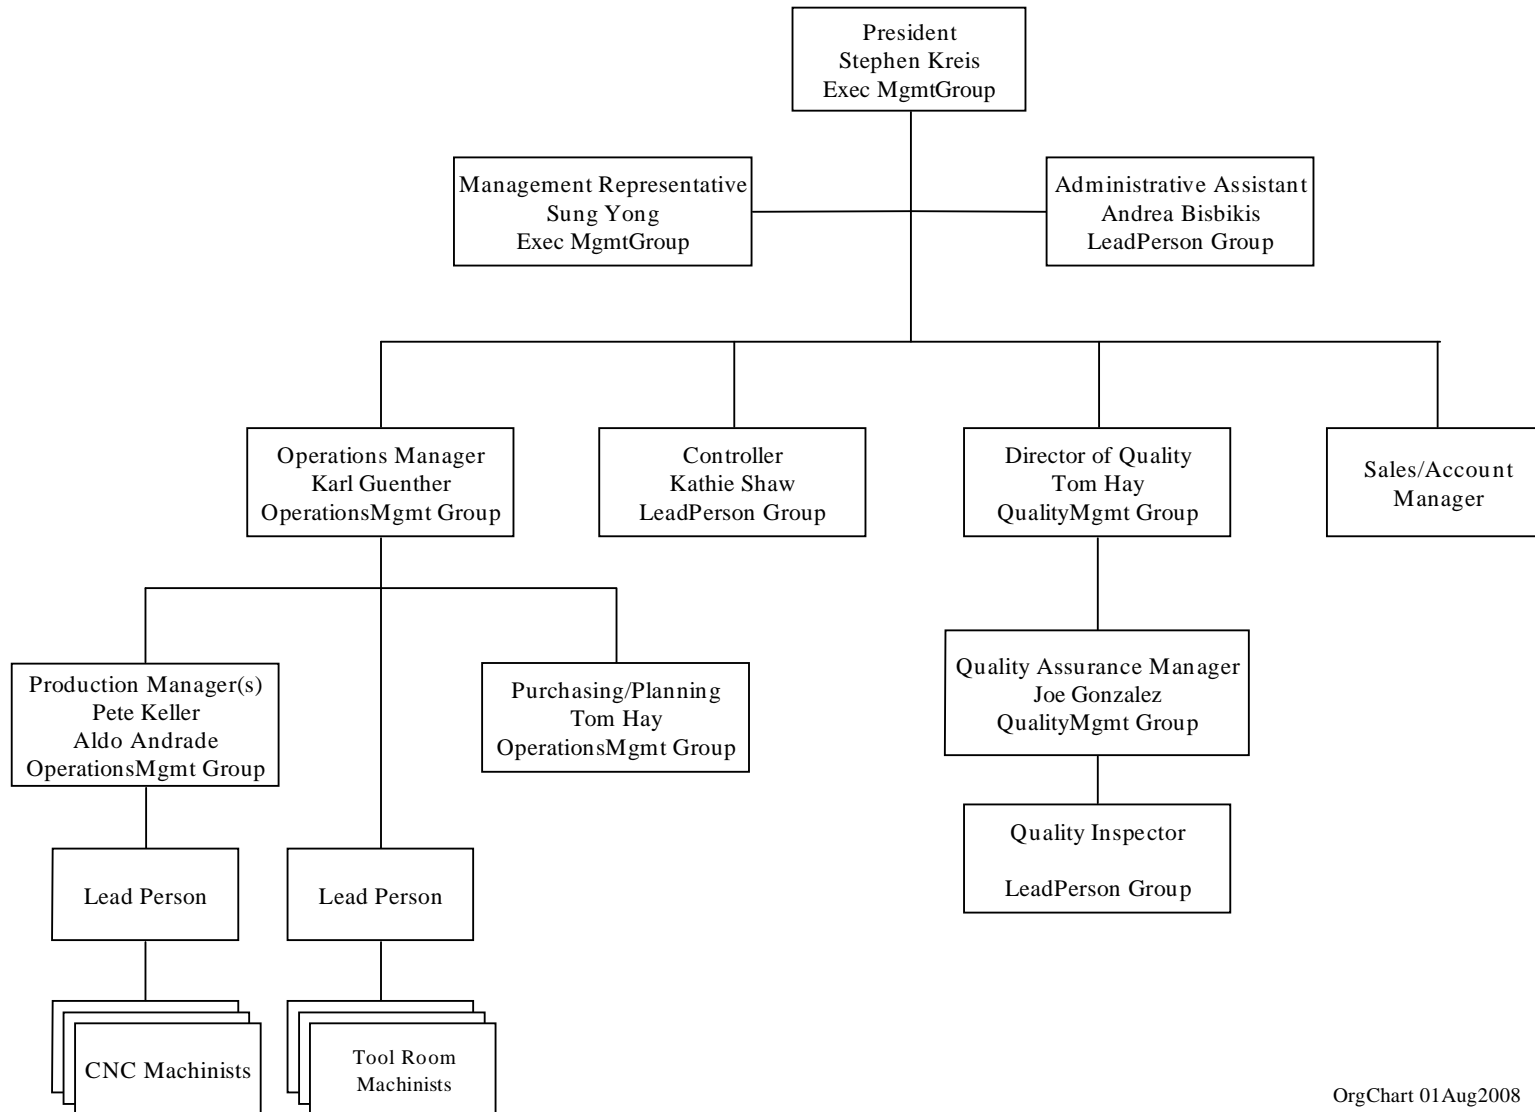 President
Stephen Kreis
Exec MgmtGroup
Management Representative
Sung Yong
Exec MgmtGroup
Administrative Assistant
Andrea Bisbikis
LeadPerson Group
Operations Manager
Karl Guenther
OperationsMgmt Group
Controller
Kathie Shaw
LeadPerson Group
Director of Quality
Tom Hay
QualityMgmt Group
Sales/Account
Manager
Production Manager(s)
Pete Keller
Aldo Andrade
OperationsMgmt Group
Purchasing/Planning
Tom Hay
OperationsMgmt Group
Quality Assurance Manager
Joe Gonzalez
QualityMgmt Group
Quality Inspector
LeadPerson Group
Lead Person
Lead Person
CNC Machinists
Tool Room
Machinists
OrgChart 01Aug2008